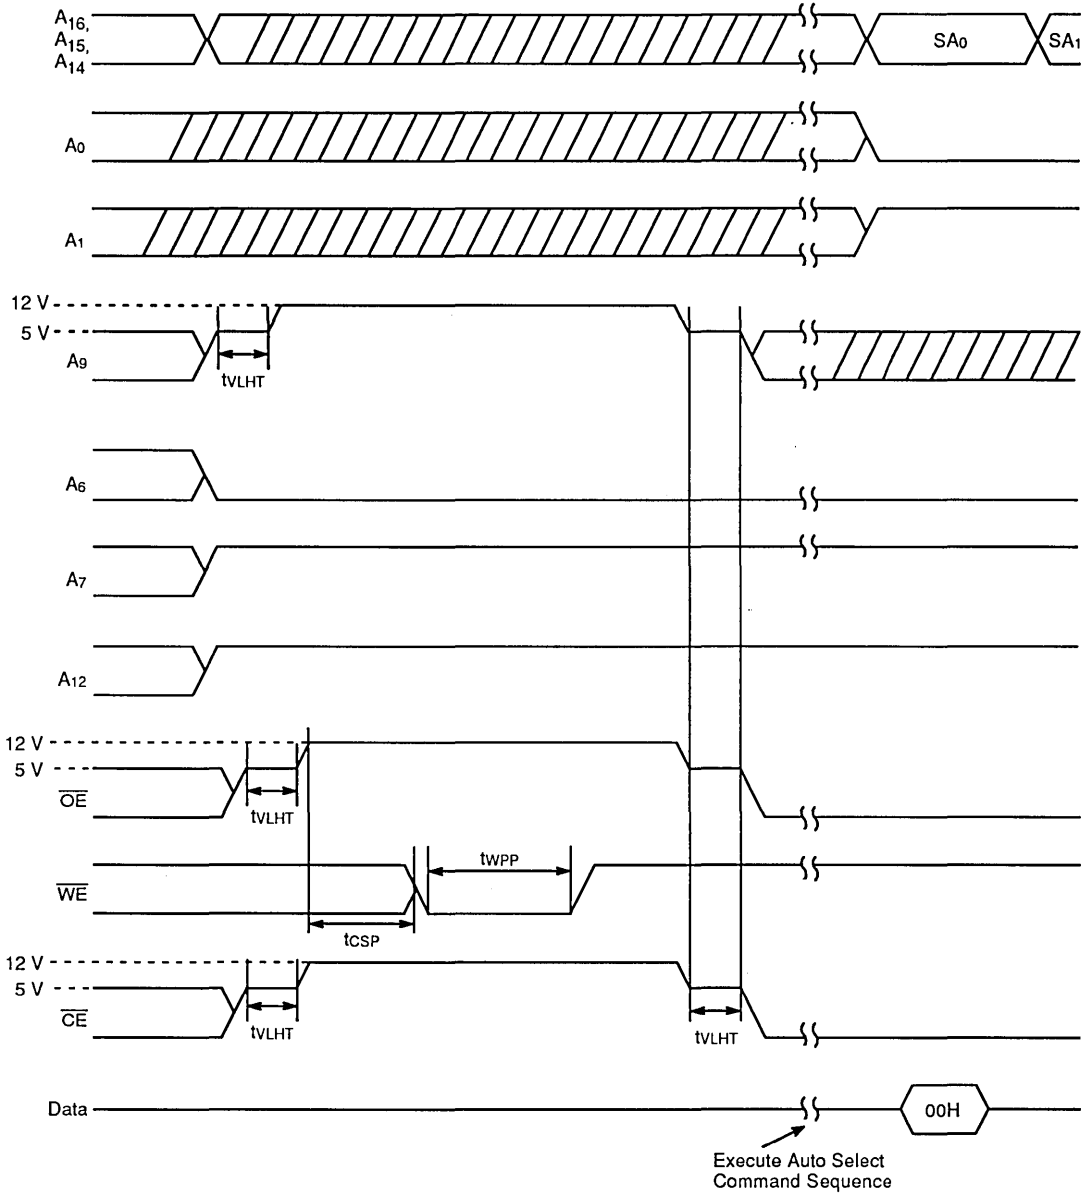 A16,
A15,
A14
SA0
SA1
A0
A1
12 V
5 V
A9
tVLHT
A6
A7
A12
12 V
5 V
OE
tVLHT
tWPP
WE
tCSP
12 V
5 V
CE
tVLHT
tVLHT
Data
00H
Execute Auto Select
Command Sequence